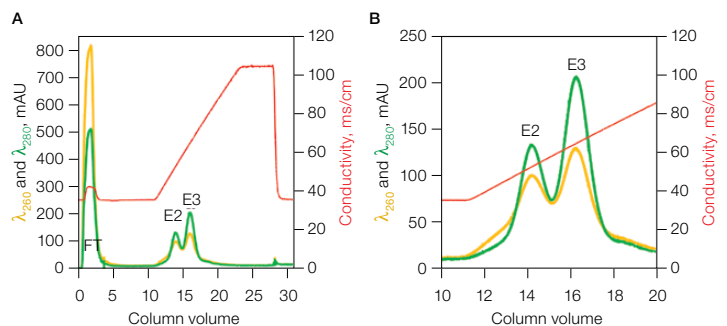 A
λ260 and λ280, mAU
800
700
600
500
400
300
200
100
0
FT
E2
E3
120
100
80
60
40
20
0
Conductivity, ms/cm
0 5 10 15 20 25 30
Column volume
B
λ260 and λ280, mAU
250
200
150
100
50
0
E2
E3
120
100
80
60
40
20
0
Conductivity, ms/cm
10 12 14 16 18 20
Column volume